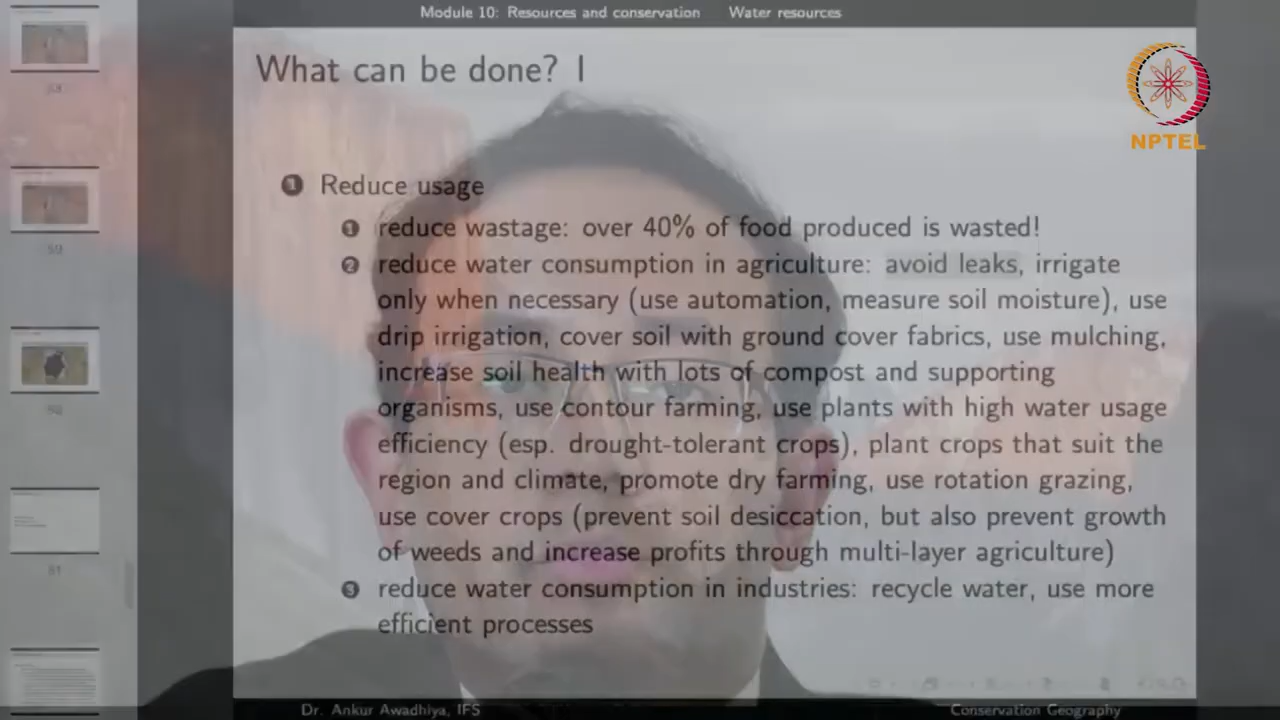 Module 10: Resources and conservation Water resources
What can be done? I
NPTEL
1 Reduce usage
1 reduce wastage: over 40% of food produced is wasted!
2 reduce water consumption in agriculture: avoid leaks, irrigate
only when necessary (use automation, measure soil moisture), use
drip irrigation, cover soil with ground cover fabrics, use mulching,
increase soil health with lots of compost and supporting
organisms, use contour farming, use plants with high water usage
efficiency (esp. drought-tolerant crops), plant crops that suit the
region and climate, promote dry farming, use rotation grazing,
use cover crops (prevent soil desiccation, but also prevent growth
of weeds and increase profits through multi-layer agriculture)
3 reduce water consumption in industries: recycle water, use more
efficient processes
Dr. Ankur Awadhiya, IFS Conservation Geography